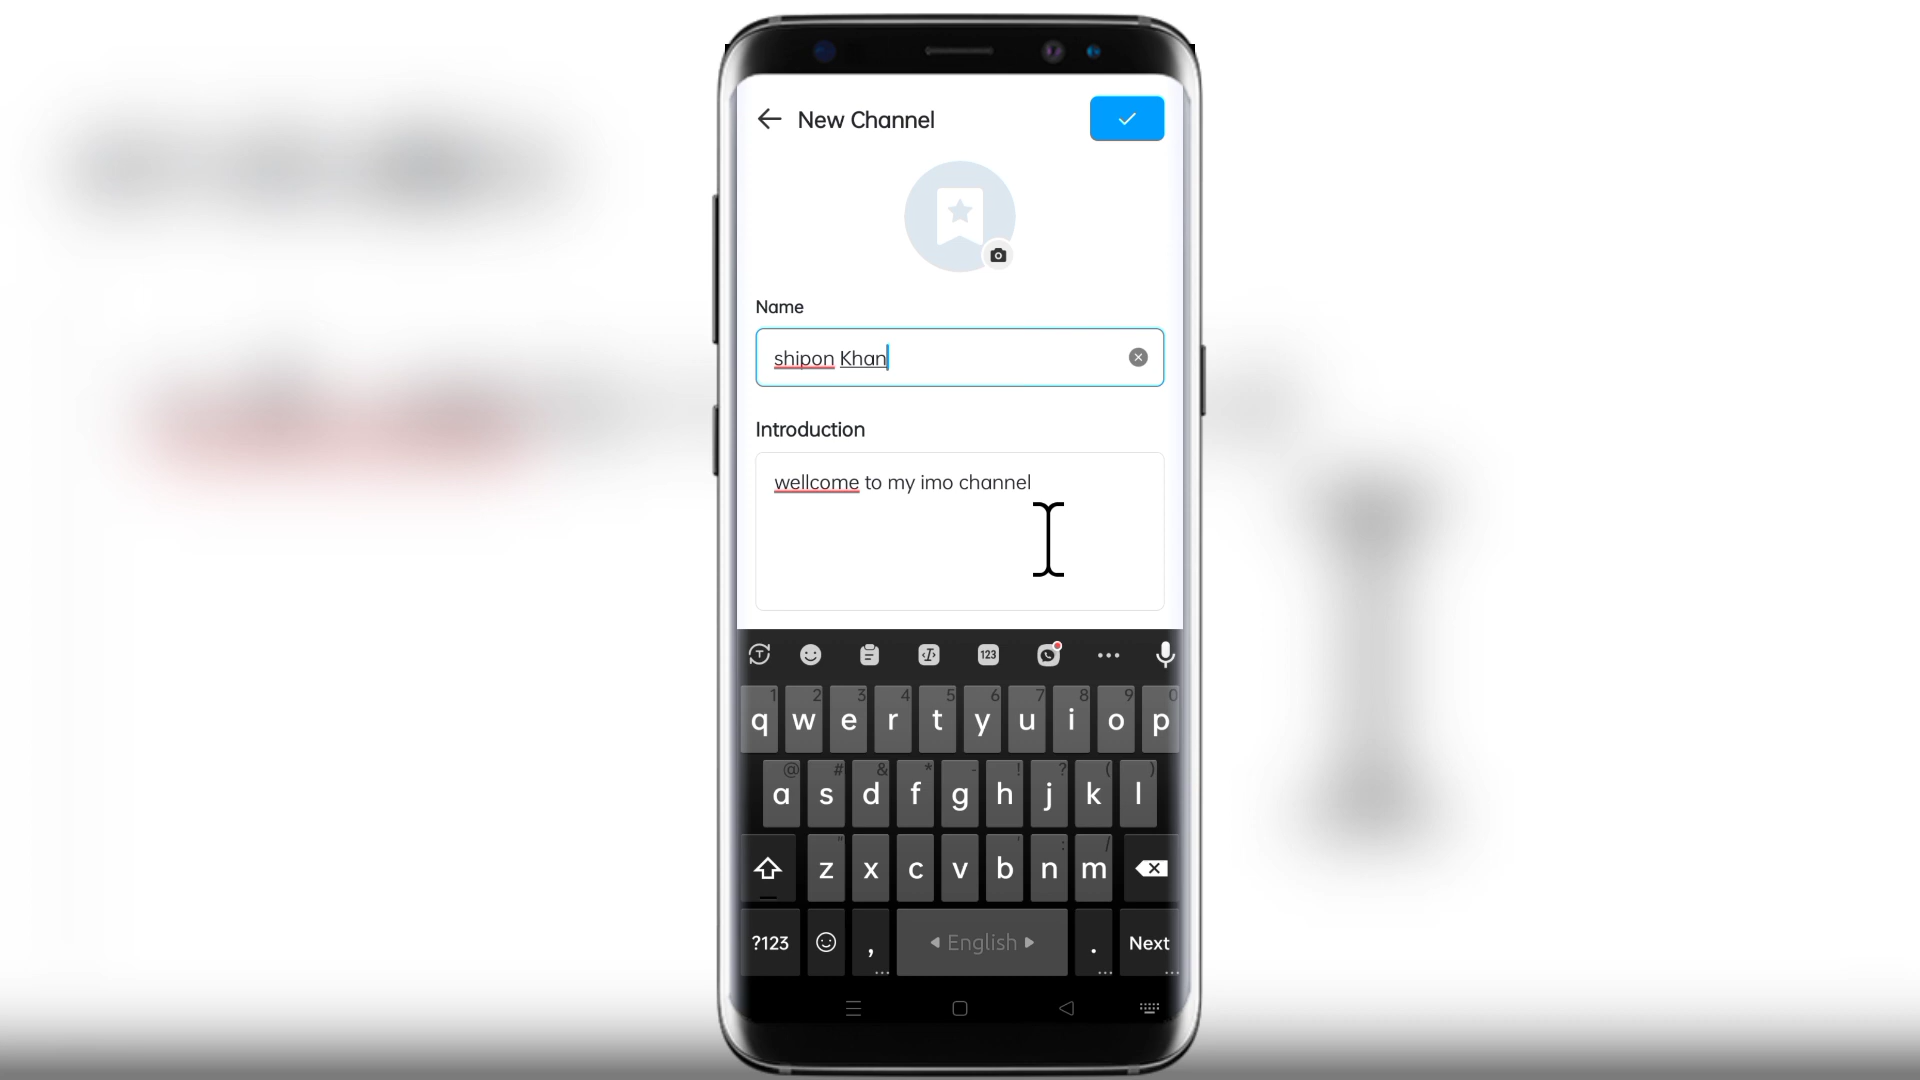 New Channel
Name
shipon Khan
Introduction
wellcome to my imo channel
123
1 2 3 4 5 6 7 8 9 0
q w e r t y u i o p
@ # & * - ! ? ( )
a s d f g h j k l
" ' : /
z x c v b n m
?123 , English . Next